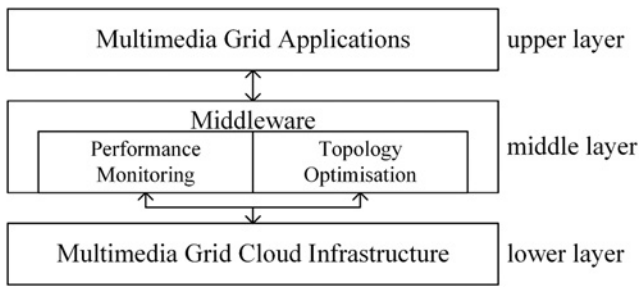 Multimedia Grid Applications
upper layer
Middleware
Performance
Monitoring
Topology
Optimisation
middle layer
Multimedia Grid Cloud Infrastructure
lower layer